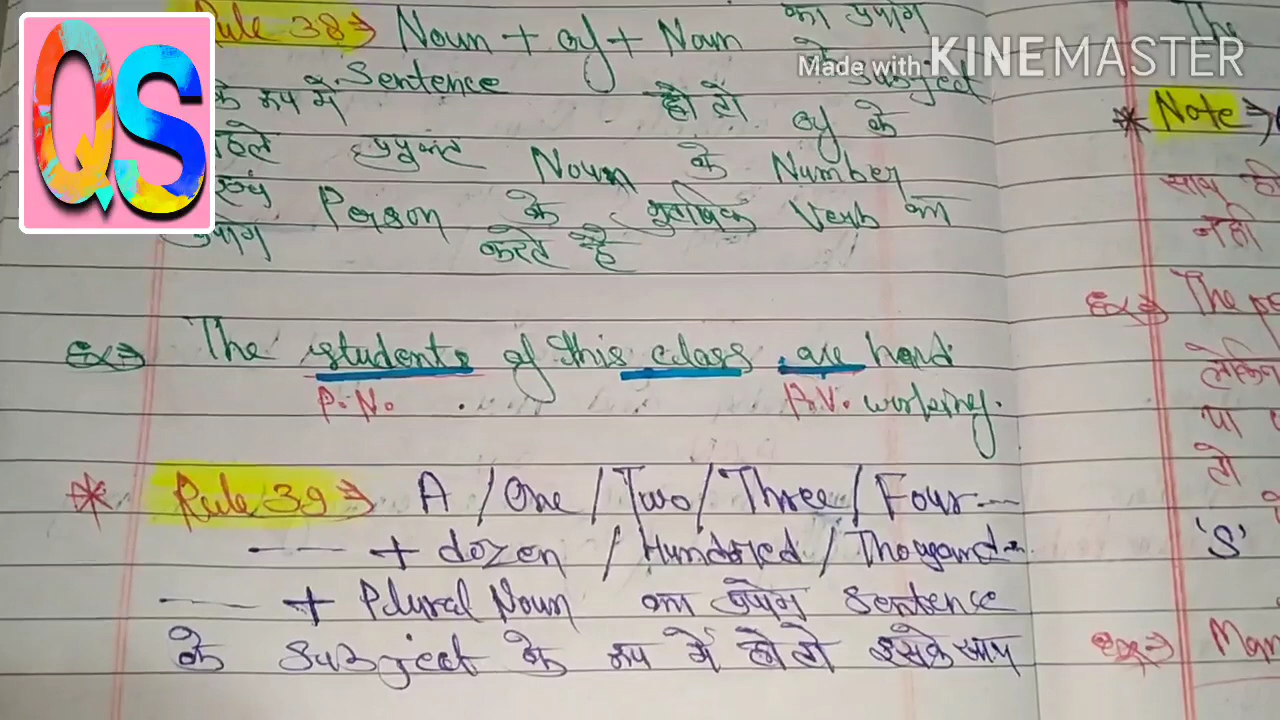 QS
Made with KINEMASTER
Rule 38 ⇒ Noun + of + Noun का प्रयोग
Sentence के Subject
के रूप में हो तो of के
पहले प्रयुक्त Noun के Number
एवं Person के मुताबिक Verb का
प्रयोग करते हैं
Ex ⇒ The students of this class are hard
P.N. P.V. working.
* Rule 39 ⇒ A / One / Two / Three / Four ---
--- + dozen / Hundred / Thousand --
--- + Plural Noun का प्रयोग Sentence
के Subject के रूप में हो तो इसके साथ
The
* Note ⇒
साथ
नही
Ex ⇒ The
लेकिन
या
तो
'S'
Ex ⇒